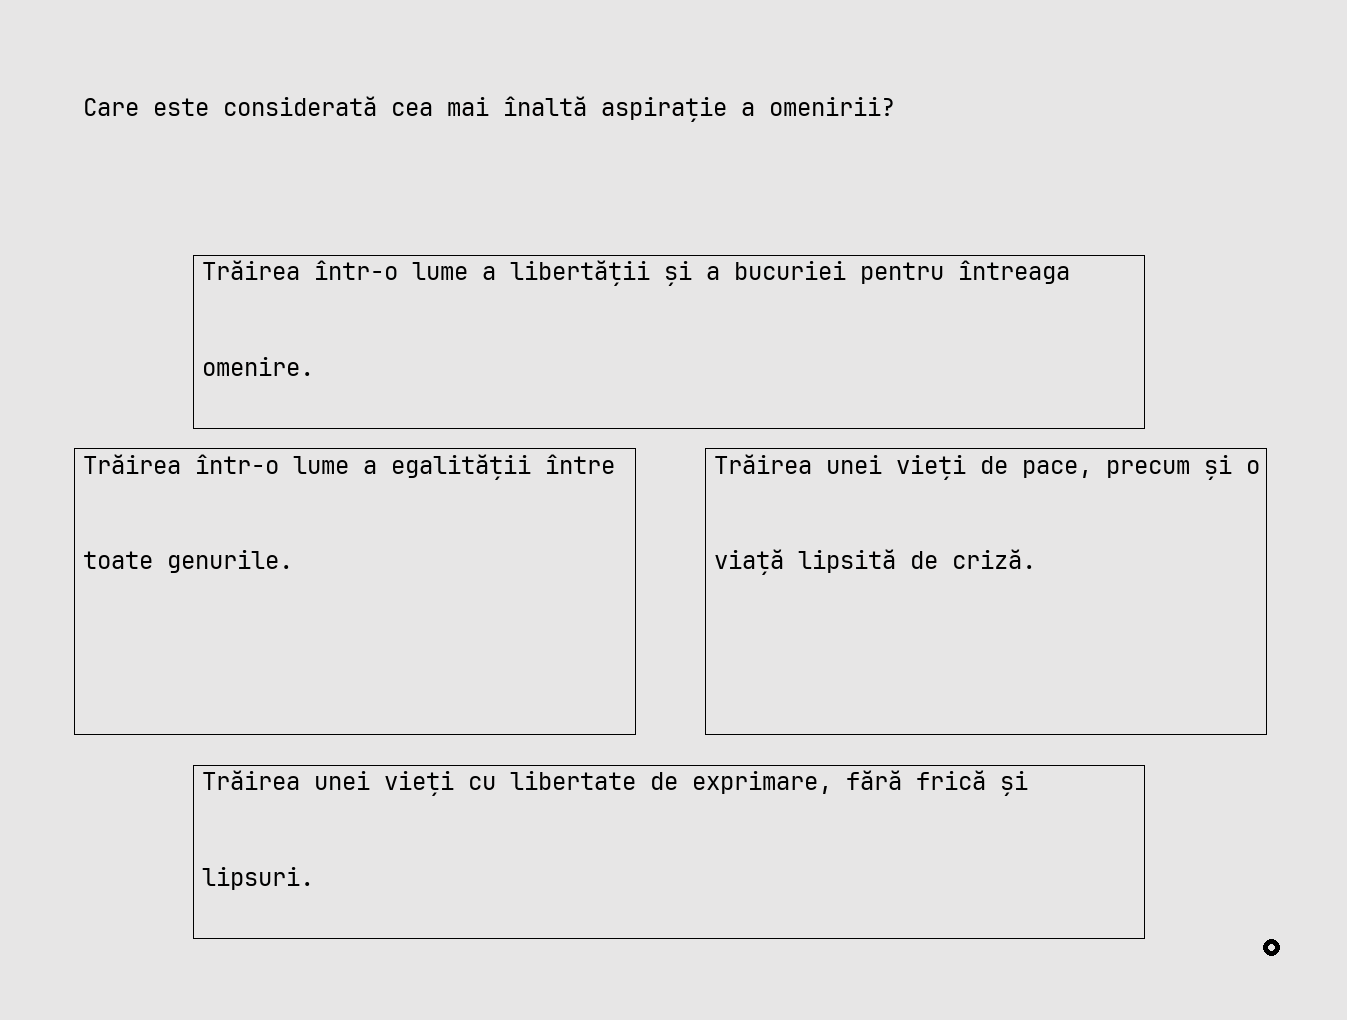 Care este considerată cea mai înaltă aspirație a omenirii?
Trăirea într-o lume a libertății și a bucuriei pentru întreaga
omenire.
Trăirea într-o lume a egalității între
toate genurile.
Trăirea unei vieți de pace, precum și o
viață lipsită de criză.
Trăirea unei vieți cu libertate de exprimare, fără frică și
lipsuri.